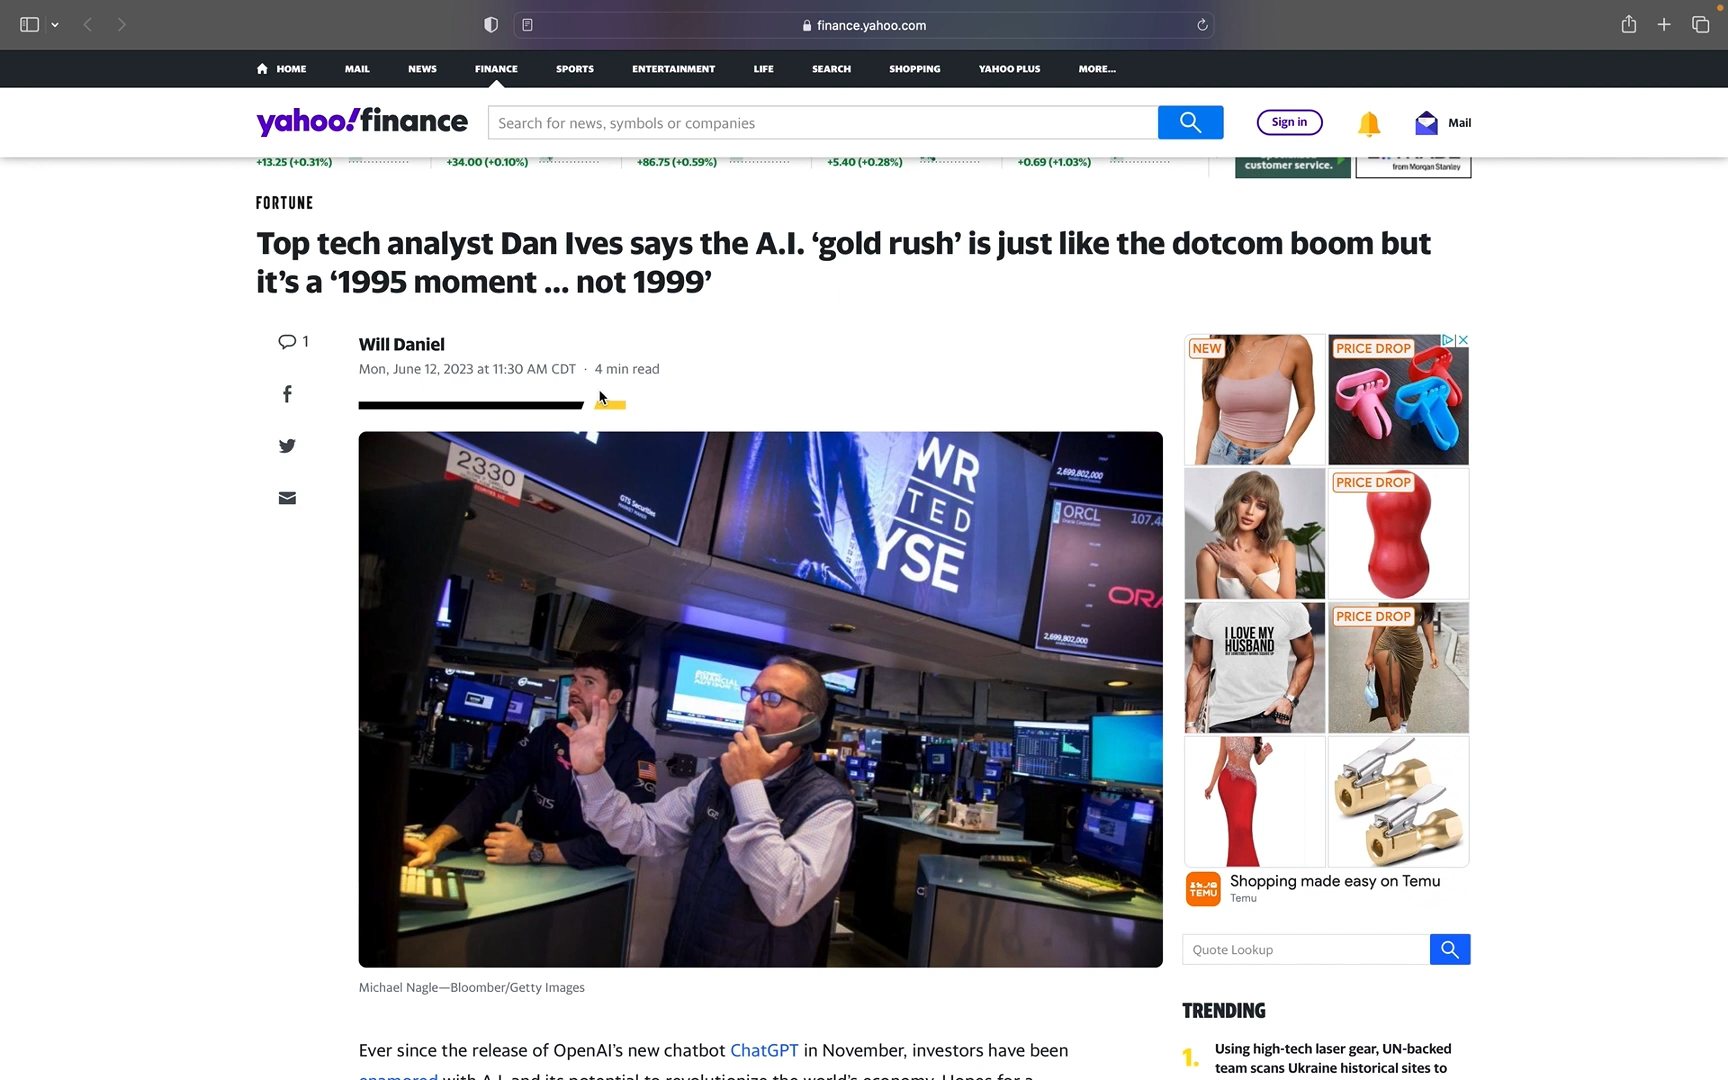 finance.yahoo.com
HOME MAIL NEWS FINANCE SPORTS ENTERTAINMENT LIFE SEARCH SHOPPING YAHOO PLUS MORE...
yahoo!finance
Search for news, symbols or companies
Sign in
Mail
+13.25 (+0.31%) +34.00 (+0.10%) +86.75 (+0.59%) +5.40 (+0.28%) +0.69 (+1.03%)
customer service.
from Morgan Stanley
FORTUNE
Top tech analyst Dan Ives says the A.I. ‘gold rush’ is just like the dotcom boom but
it’s a ‘1995 moment ... not 1999’
1
Will Daniel
Mon, June 12, 2023 at 11:30 AM CDT · 4 min read
2330
GTS Securities
WR
TED
YSE
2,699,802,000
ORCL
Oracle Corporation
107.4
ORA
2,699,802,000
GTS
NEW
PRICE DROP
PRICE DROP
I LOVE MY
HUSBAND
PRICE DROP
TEMU
Shopping made easy on Temu
Temu
Quote Lookup
Michael Nagle—Bloomber/Getty Images
TRENDING
1. Using high-tech laser gear, UN-backed
team scans Ukraine historical sites to
Ever since the release of OpenAI’s new chatbot ChatGPT in November, investors have been
enamored with A.I. and its potential to revolutionize the world’s economy. Hopes for a